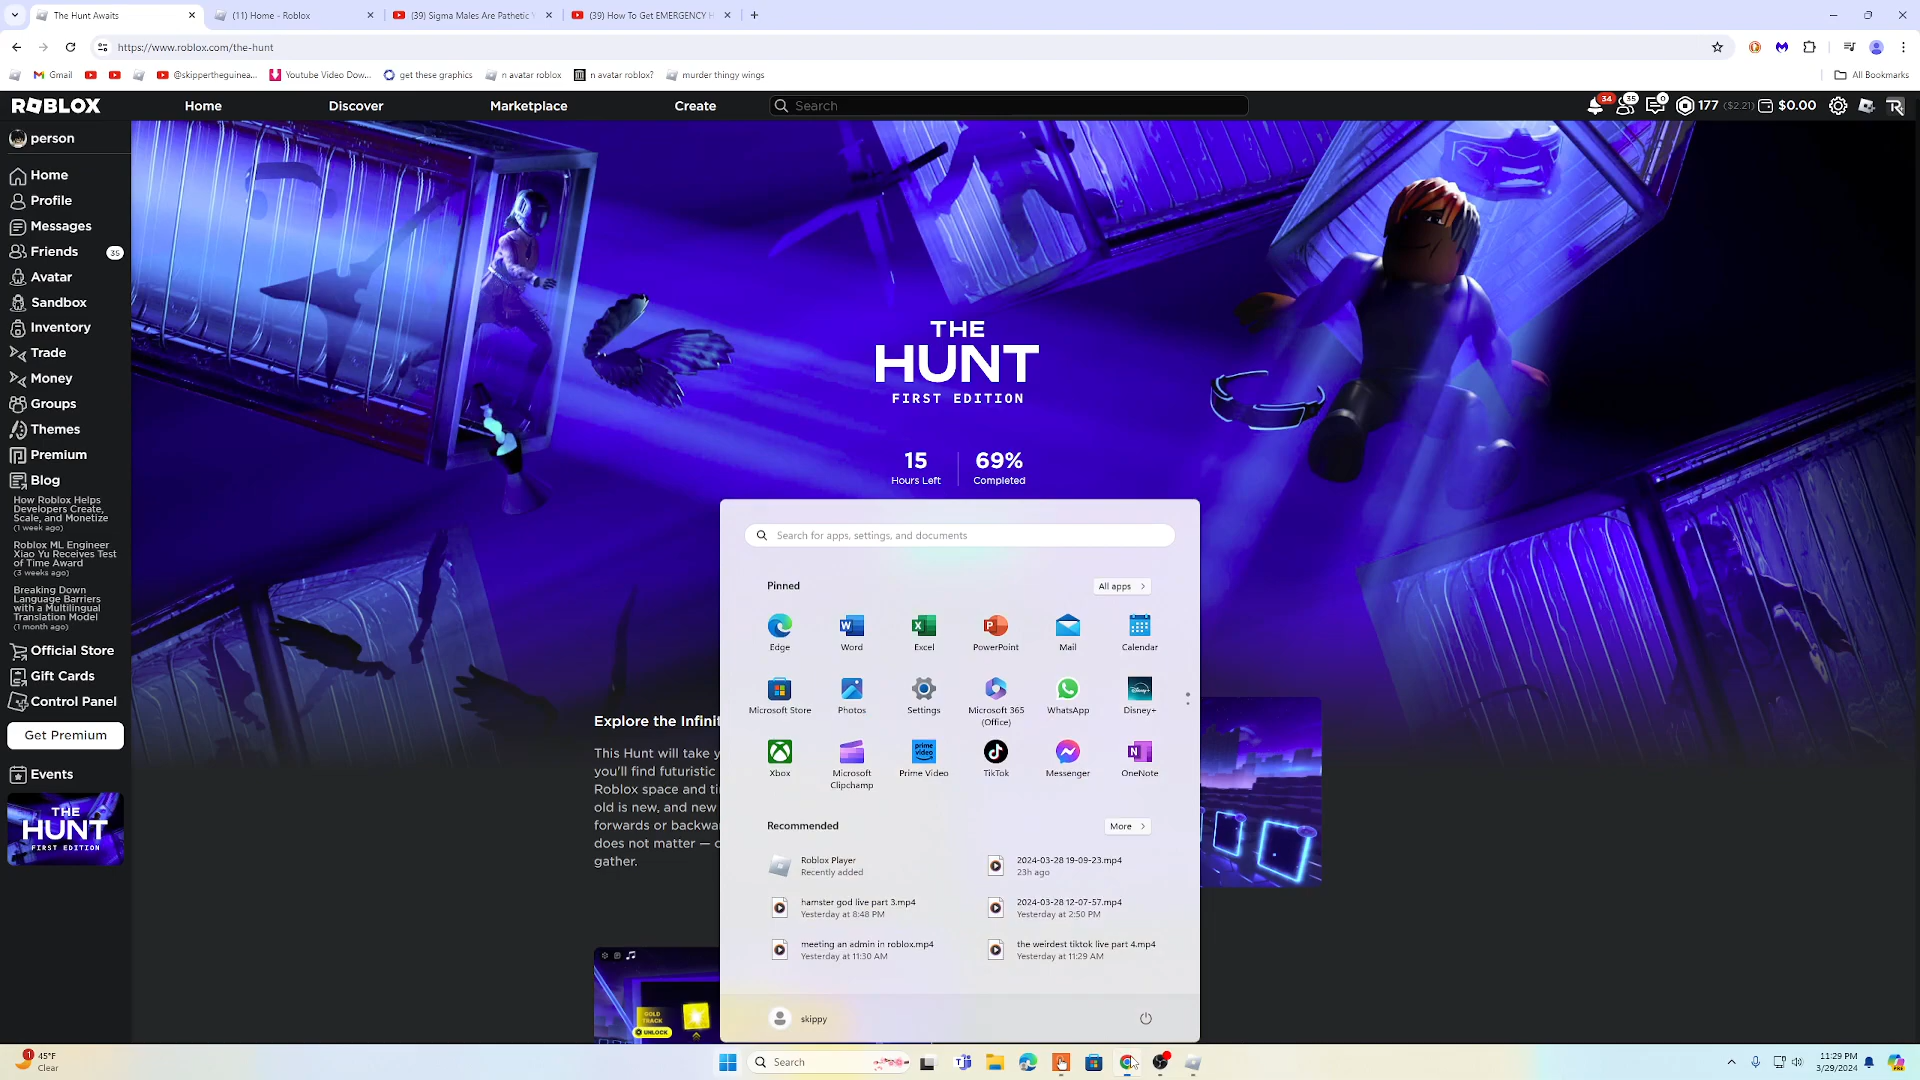 The Hunt Awaits
(11) Home - Roblox
(39) Sigma Males Are Pathetic
(39) How To Get EMERGENCY H
https://www.roblox.com/the-hunt
Gmail
@skippertheguinea...
Youtube Video Dow...
get these graphics
n avatar roblox
n avatar roblox?
murder thingy wings
All Bookmarks
ROBLOX
Home
Discover
Marketplace
Create
Search
34
35
0
177
($2.21)
$0.00
person
Home
Profile
Messages
Friends
35
Avatar
Sandbox
Inventory
Trade
Money
Groups
Themes
Premium
Blog
How Roblox Helps
Developers Create,
Scale, and Monetize
(1 week ago)
Roblox ML Engineer
Xiao Yu Receives Test
of Time Award
(3 weeks ago)
Breaking Down
Language Barriers
with a Multilingual
Translation Model
(1 month ago)
Official Store
Gift Cards
Control Panel
Get Premium
Events
THE
HUNT
FIRST EDITION
THE
HUNT
FIRST EDITION
15
Hours Left
69%
Completed
Explore the Infinit
This Hunt will take y
you'll find futuristic
Roblox space and ti
old is new, and new
forwards or backwa
does not matter — c
gather.
GOLD
TRACK
UNLOCK
Search for apps, settings, and documents
Pinned
All apps
Edge
Word
Excel
PowerPoint
Mail
Calendar
Microsoft Store
Photos
Settings
Microsoft 365
(Office)
WhatsApp
Disney+
Xbox
Microsoft
Clipchamp
Prime Video
TikTok
Messenger
OneNote
Recommended
More
Roblox Player
Recently added
2024-03-28 19-09-23.mp4
23h ago
hamster god live part 3.mp4
Yesterday at 8:48 PM
2024-03-28 12-07-57.mp4
Yesterday at 2:50 PM
meeting an admin in roblox.mp4
Yesterday at 11:30 AM
the weirdest tiktok live part 4.mp4
Yesterday at 11:29 AM
skippy
1
45°F
Clear
Search
11:29 PM
3/29/2024